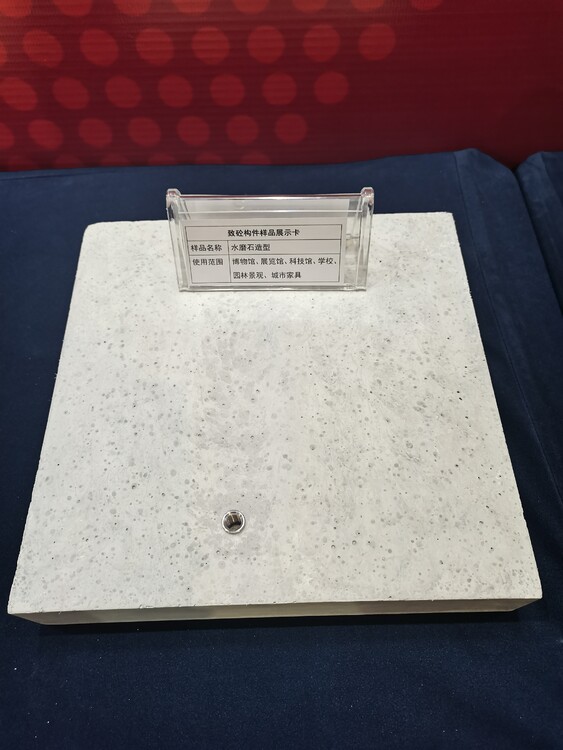 致砼构件样品展示卡
样品名称 水磨石造型
使用范围 博物馆、展览馆、科技馆、学校、
园林景观、城市家具